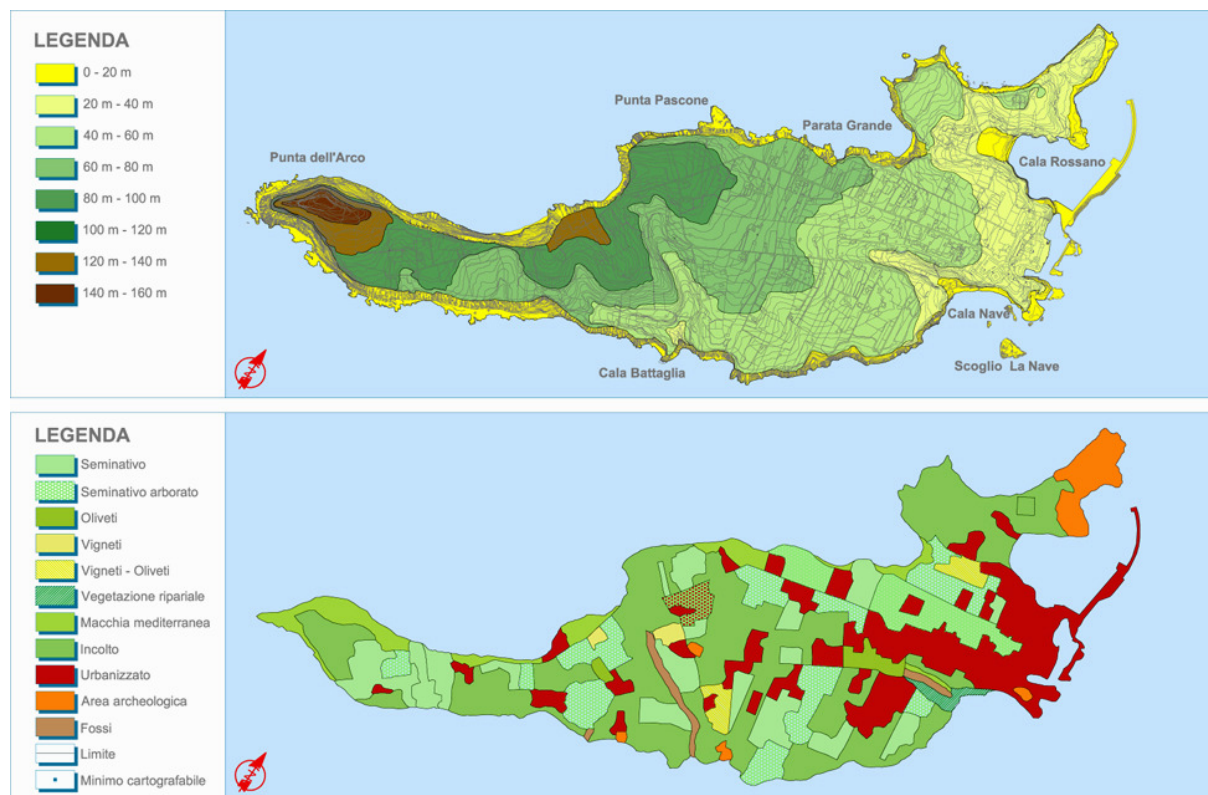 LEGENDA
0 - 20 m
20 m - 40 m
40 m - 60 m
60 m - 80 m
80 m - 100 m
100 m - 120 m
120 m - 140 m
140 m - 160 m
Punta dell'Arco
Punta Pascone
Parata Grande
Cala Rossano
Cala Nave
Scoglio La Nave
Cala Battaglia
LEGENDA
Seminativo
Seminativo arborato
Oliveti
Vigneti
Vigneti - Oliveti
Vegetazione ripariale
Macchia mediterranea
Incolto
Urbanizzato
Area archeologica
Fossi
Limite
Minimo cartografabile